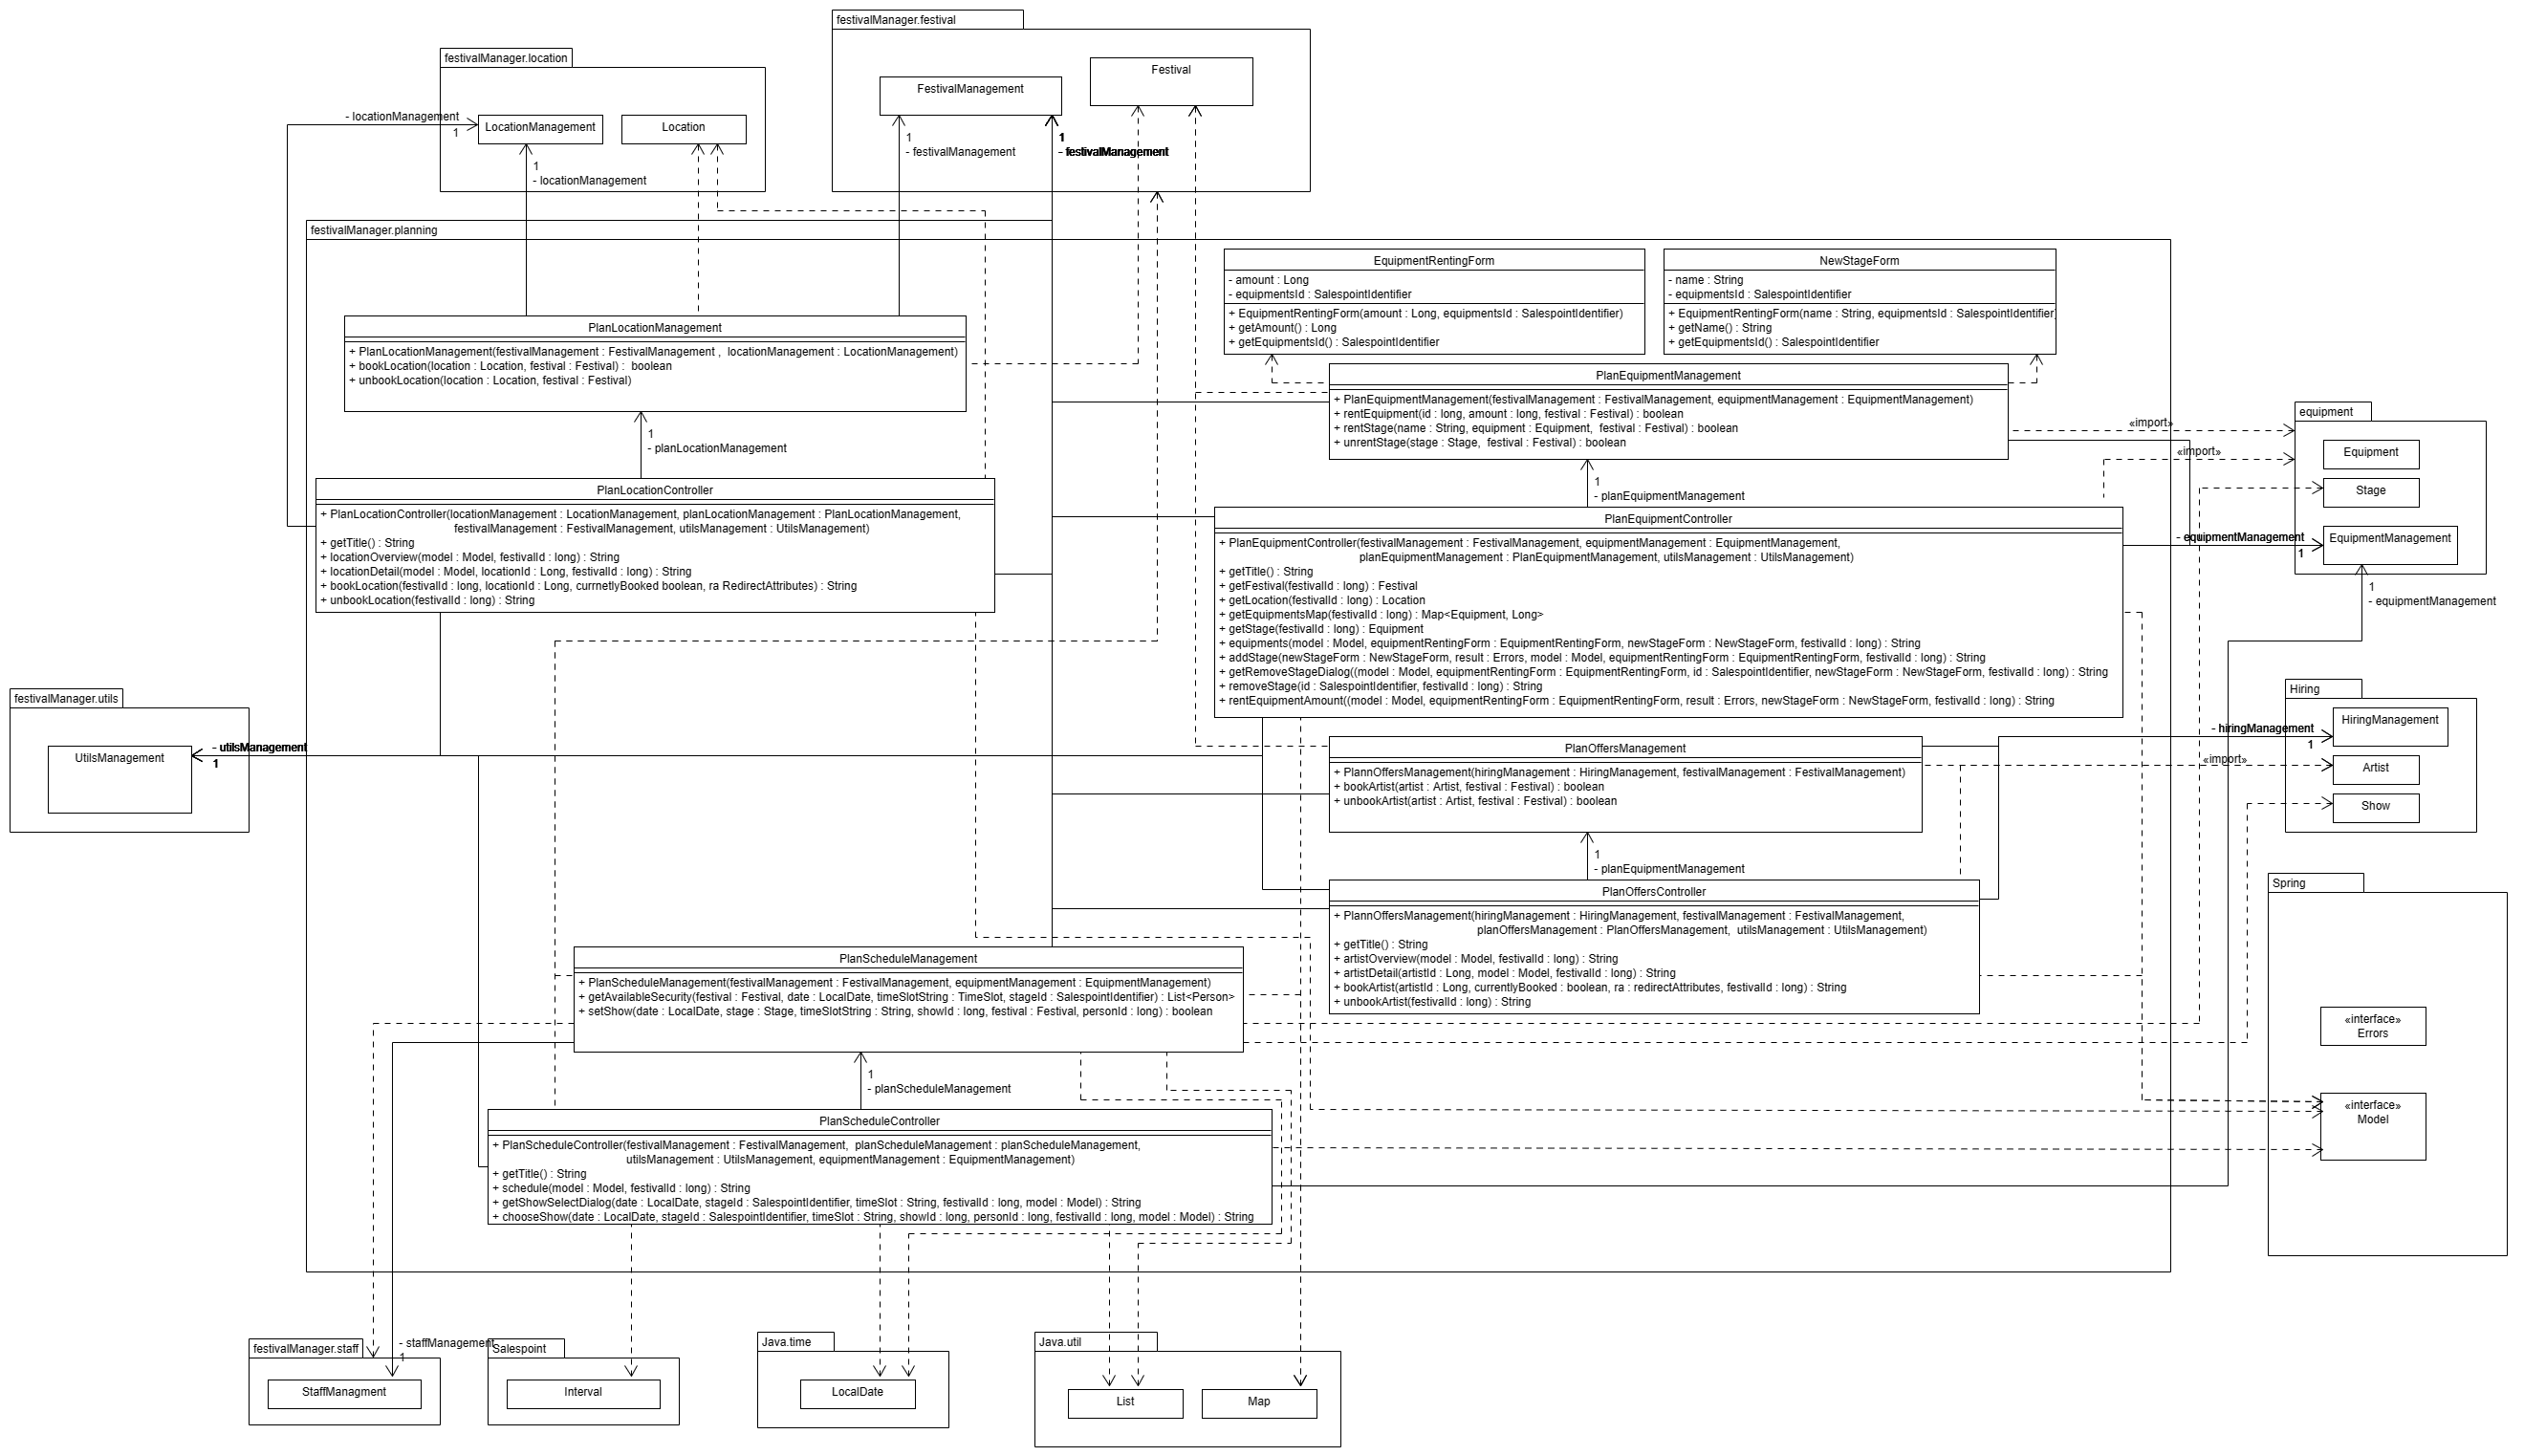 festivalManager.festival
Festival
FestivalManagement
1
- festivalManagement
1
- festivalManagement
festivalManager.location
- locationManagement
1
LocationManagement
Location
1
- locationManagement
festivalManager.planning
EquipmentRentingForm
- amount : Long
- equipmentsId : SalespointIdentifier
+ EquipmentRentingForm(amount : Long, equipmentsId : SalespointIdentifier)
+ getAmount() : Long
+ getEquipmentsId() : SalespointIdentifier
NewStageForm
- name : String
- equipmentsId : SalespointIdentifier
+ EquipmentRentingForm(name : String, equipmentsId : SalespointIdentifier)
+ getName() : String
+ getEquipmentsId() : SalespointIdentifier
PlanLocationManagement
+ PlanLocationManagement(festivalManagement : FestivalManagement , locationManagement : LocationManagement)
+ bookLocation(location : Location, festival : Festival) : boolean
+ unbookLocation(location : Location, festival : Festival)
1
- planLocationManagement
PlanEquipmentManagement
+ PlanEquipmentManagement(festivalManagement : FestivalManagement, equipmentManagement : EquipmentManagement)
+ rentEquipment(id : long, amount : long, festival : Festival) : boolean
+ rentStage(name : String, equipment : Equipment, festival : Festival) : boolean
+ unrentStage(stage : Stage, festival : Festival) : boolean
1
- planEquipmentManagement
«import»
«import»
equipment
Equipment
Stage
EquipmentManagement
- equipmentManagement
1
1
- equipmentManagement
PlanLocationController
+ PlanLocationController(locationManagement : LocationManagement, planLocationManagement : PlanLocationManagement,
festivalManagement : FestivalManagement, utilsManagement : UtilsManagement)
+ getTitle() : String
+ locationOverview(model : Model, festivalId : long) : String
+ locationDetail(model : Model, locationId : Long, festivalId : long) : String
+ bookLocation(festivalId : long, locationId : Long, currnetlyBooked boolean, ra RedirectAttributes) : String
+ unbookLocation(festivalId : long) : String
PlanEquipmentController
+ PlanEquipmentController(festivalManagement : FestivalManagement, equipmentManagement : EquipmentManagement,
planEquipmentManagement : PlanEquipmentManagement, utilsManagement : UtilsManagement)
+ getTitle() : String
+ getFestival(festivalId : long) : Festival
+ getLocation(festivalId : long) : Location
+ getEquipmentsMap(festivalId : long) : Map<Equipment, Long>
+ getStage(festivalId : long) : Equipment
+ equipments(model : Model, equipmentRentingForm : EquipmentRentingForm, newStageForm : NewStageForm, festivalId : long) : String
+ addStage(newStageForm : NewStageForm, result : Errors, model : Model, equipmentRentingForm : EquipmentRentingForm, festivalId : long) : String
+ getRemoveStageDialog((model : Model, equipmentRentingForm : EquipmentRentingForm, id : SalespointIdentifier, newStageForm : NewStageForm, festivalId : long) : String
+ removeStage(id : SalespointIdentifier, festivalId : long) : String
+ rentEquipmentAmount((model : Model, equipmentRentingForm : EquipmentRentingForm, result : Errors, newStageForm : NewStageForm, festivalId : long) : String
festivalManager.utils
UtilsManagement
- utilsManagement
1
Hiring
HiringManagement
Artist
Show
- hiringManagement
1
«import»
PlanOffersManagement
+ PlannOffersManagement(hiringManagement : HiringManagement, festivalManagement : FestivalManagement)
+ bookArtist(artist : Artist, festival : Festival) : boolean
+ unbookArtist(artist : Artist, festival : Festival) : boolean
1
- planEquipmentManagement
PlanOffersController
+ PlannOffersManagement(hiringManagement : HiringManagement, festivalManagement : FestivalManagement,
planOffersManagement : PlanOffersManagement, utilsManagement : UtilsManagement)
+ getTitle() : String
+ artistOverview(model : Model, festivalId : long) : String
+ artistDetail(artistId : Long, model : Model, festivalId : long) : String
+ bookArtist(artistId : Long, currentlyBooked : boolean, ra : redirectAttributes, festivalId : long) : String
+ unbookArtist(festivalId : long) : String
Spring
«interface»
Errors
«interface»
Model
PlanScheduleManagement
+ PlanScheduleManagement(festivalManagement : FestivalManagement, equipmentManagement : EquipmentManagement)
+ getAvailableSecurity(festival : Festival, date : LocalDate, timeSlotString : TimeSlot, stageId : SalespointIdentifier) : List<Person>
+ setShow(date : LocalDate, stage : Stage, timeSlotString : String, showId : long, festival : Festival, personId : long) : boolean
1
- planScheduleManagement
PlanScheduleController
+ PlanScheduleController(festivalManagement : FestivalManagement, planScheduleManagement : planScheduleManagement,
utilsManagement : UtilsManagement, equipmentManagement : EquipmentManagement)
+ getTitle() : String
+ schedule(model : Model, festivalId : long) : String
+ getShowSelectDialog(date : LocalDate, stageId : SalespointIdentifier, timeSlot : String, festivalId : long, model : Model) : String
+ chooseShow(date : LocalDate, stageId : SalespointIdentifier, timeSlot : String, showId : long, personId : long, festivalId : long, model : Model) : String
festivalManager.staff
- staffManagement
1
StaffManagment
Salespoint
Interval
Java.time
LocalDate
Java.util
List
Map